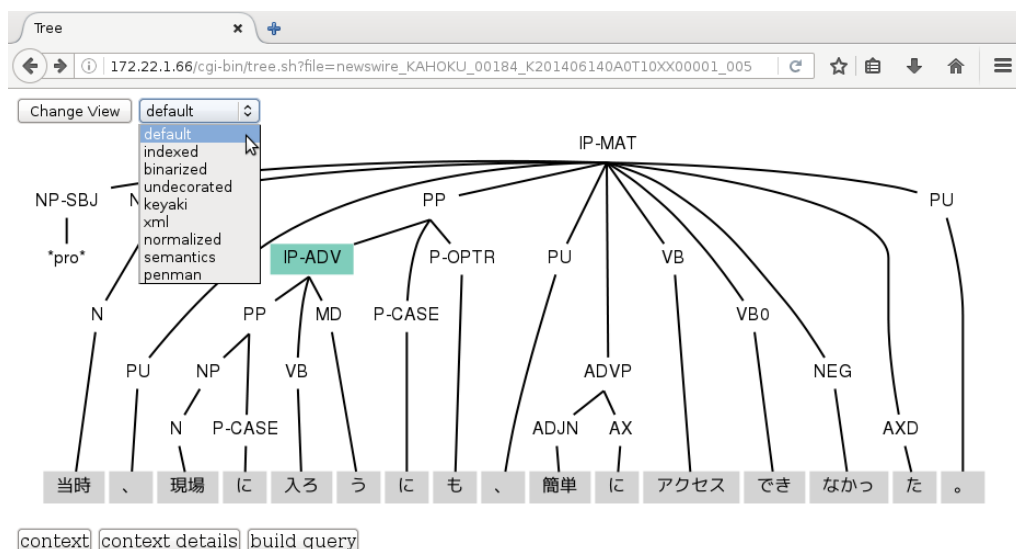 Tree
172.22.1.66/cgi-bin/tree.sh?file=newswire_KAHOKU_00184_K201406140A0T10XX00001_005
Change View default
default
indexed
binarized
undecorated
keyaki
xml
normalized
semantics
penman
IP-MAT
NP-SBJ N PP PU
*pro* IP-ADV P-OPTR PU VB
N PP MD P-CASE VB0
PU NP VB ADVP NEG
N P-CASE ADJN AX AXD
当時 、 現場 に 入ろ う に も 、 簡単 に アクセス でき なかっ た 。
context context details build query